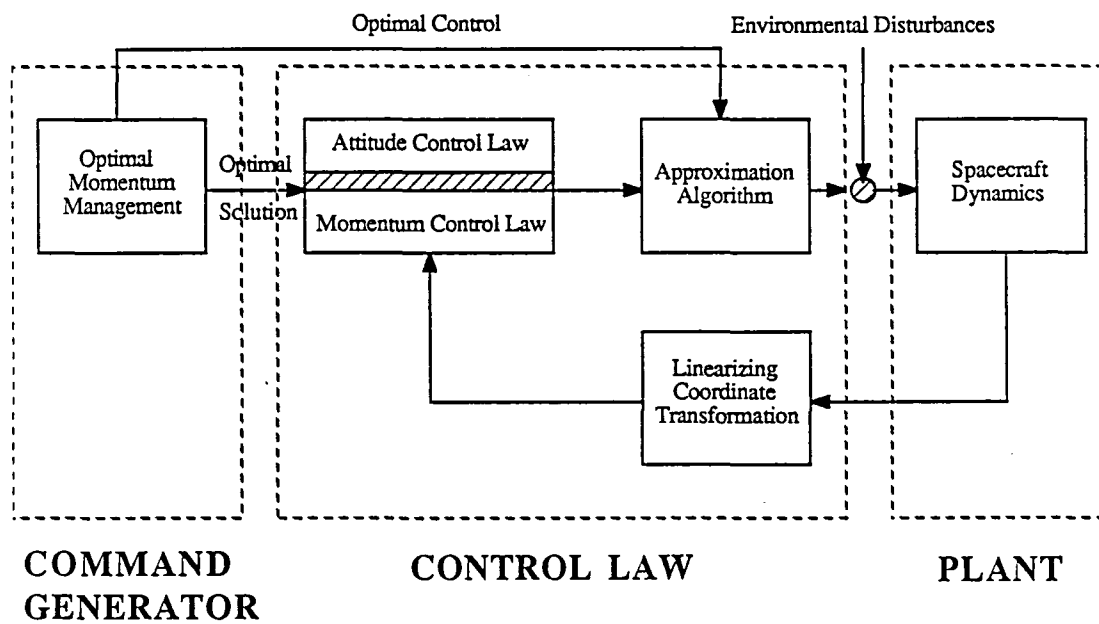 Optimal Control
Environmental Disturbances
Optimal
Momentum
Management
Optimal
Solution
Attitude Control Law
Momentum Control Law
Approximation
Algorithm
Spacecraft
Dynamics
Linearizing
Coordinate
Transformation
COMMAND
GENERATOR
CONTROL LAW
PLANT